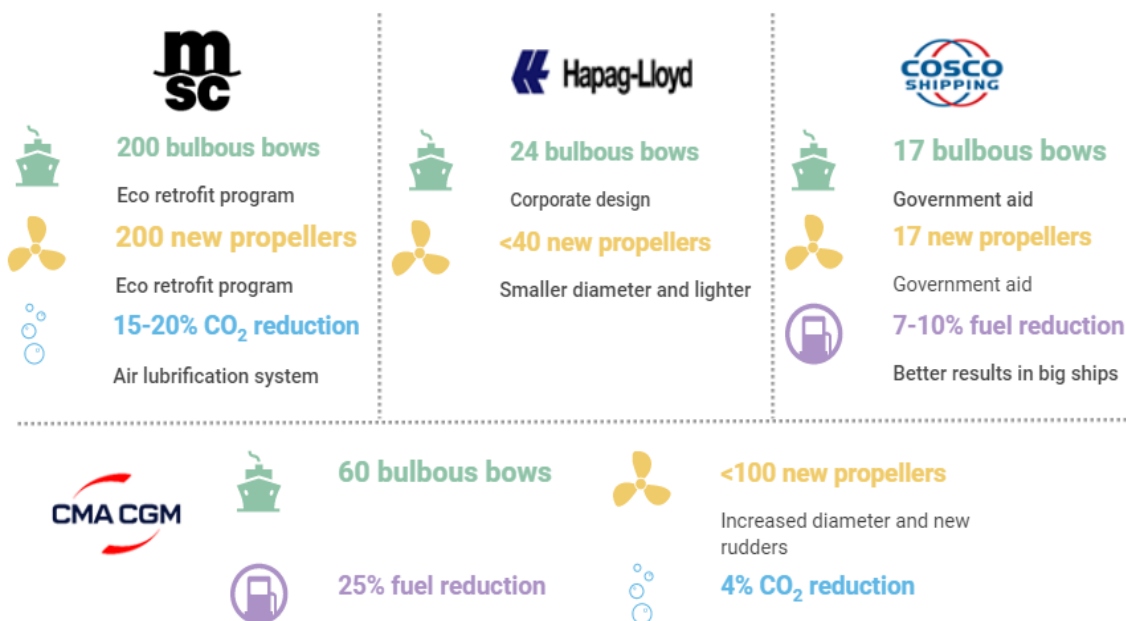 msc
200 bulbous bows
Eco retrofit program
200 new propellers
Eco retrofit program
15-20% CO₂ reduction
Air lubrification system
Hapag-Lloyd
24 bulbous bows
Corporate design
<40 new propellers
Smaller diameter and lighter
COSCO
SHIPPING
17 bulbous bows
Government aid
17 new propellers
Government aid
7-10% fuel reduction
Better results in big ships
CMA CGM
60 bulbous bows
25% fuel reduction
<100 new propellers
Increased diameter and new
rudders
4% CO₂ reduction